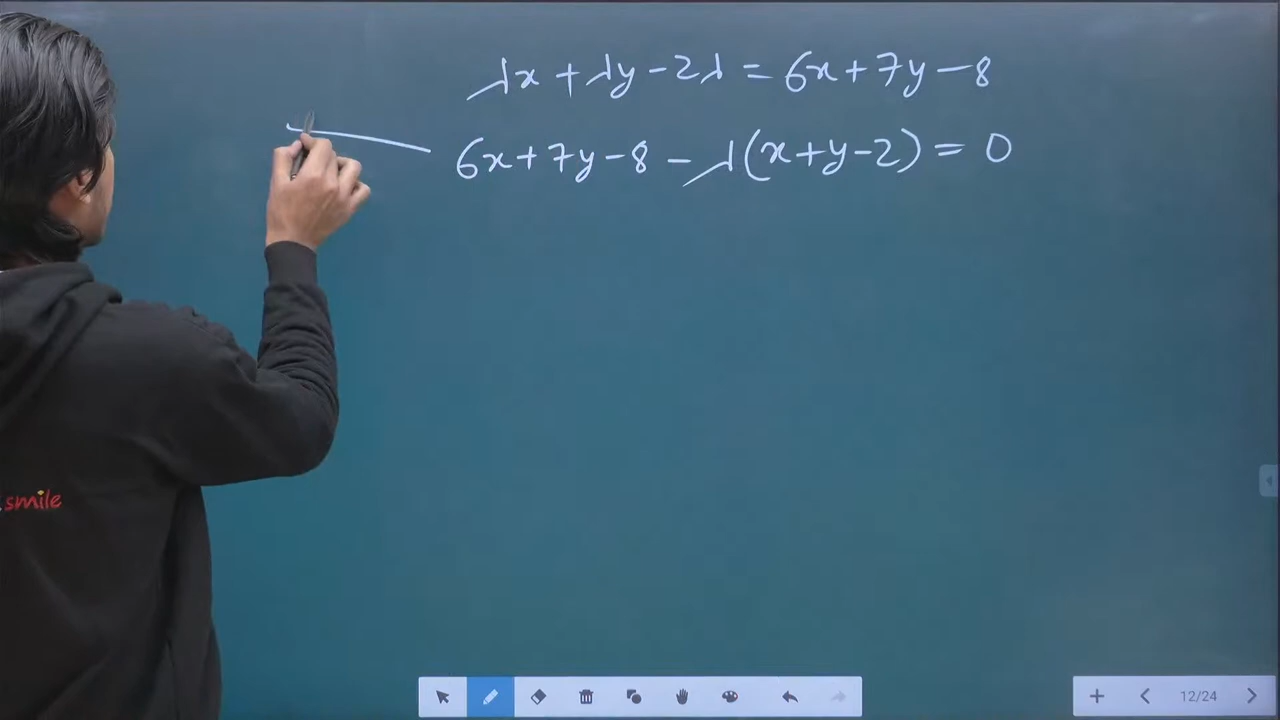 λx + λy - 2λ = 6x + 7y - 8
6x + 7y - 8 - λ(x + y - 2) = 0
smile
12/24